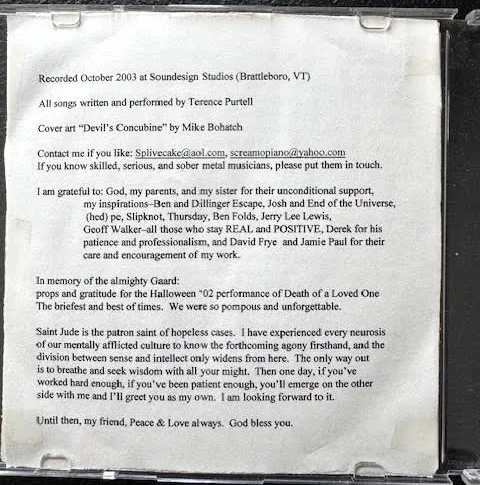 Recorded October 2003 at Soundesign Studios (Brattleboro, VT)
All songs written and performed by Terence Purtell
Cover art "Devil's Concubine" by Mike Bohatch
Contact me if you like: Splivecake@aol.com, screamopiano@yahoo.com
If you know skilled, serious, and sober metal musicians, please put them in touch.
I am grateful to: God, my parents, and my sister for their unconditional support,
my inspirations–Ben and Dillinger Escape, Josh and End of the Universe,
(hed) pe, Slipknot, Thursday, Ben Folds, Jerry Lee Lewis,
Geoff Walker–all those who stay REAL and POSITIVE, Derek for his
patience and professionalism, and David Frye and Jamie Paul for their
care and encouragement of my work.
In memory of the almighty Gaard:
props and gratitude for the Halloween '02 performance of Death of a Loved One
The briefest and best of times. We were so pompous and unforgettable.
Saint Jude is the patron saint of hopeless cases. I have experienced every neurosis
of our mentally afflicted culture to know the forthcoming agony firsthand, and the
division between sense and intellect only widens from here. The only way out
is to breathe and seek wisdom with all your might. Then one day, if you've
worked hard enough, if you've been patient enough, you'll emerge on the other
side with me and I'll greet you as my own. I am looking forward to it.
Until then, my friend, Peace & Love always. God bless you.